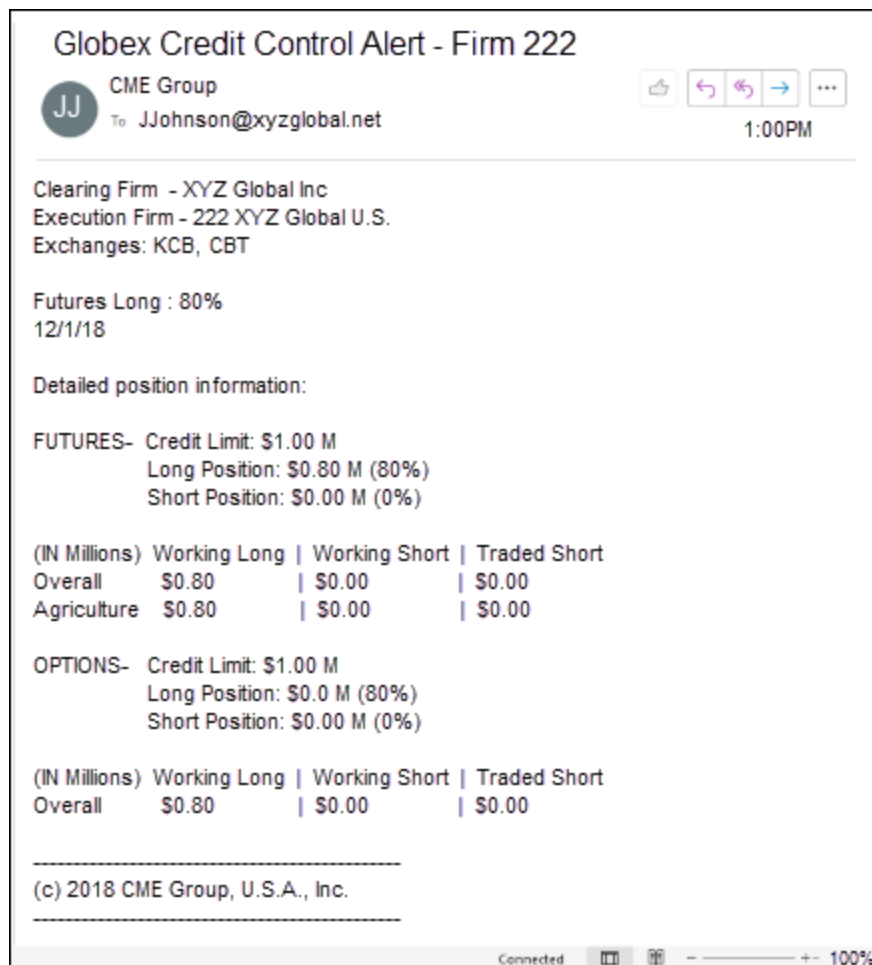 Globex Credit Control Alert - Firm 222
JJ
CME Group
To JJohnson@xyzglobal.net
1:00PM
Clearing Firm - XYZ Global Inc
Execution Firm - 222 XYZ Global U.S.
Exchanges: KCB, CBT
Futures Long : 80%
12/1/18
Detailed position information:
FUTURES- Credit Limit: $1.00 M
Long Position: $0.80 M (80%)
Short Position: $0.00 M (0%)
(IN Millions) Working Long | Working Short | Traded Short
Overall $0.80 | $0.00 | $0.00
Agriculture $0.80 | $0.00 | $0.00
OPTIONS- Credit Limit: $1.00 M
Long Position: $0.0 M (80%)
Short Position: $0.00 M (0%)
(IN Millions) Working Long | Working Short | Traded Short
Overall $0.80 | $0.00 | $0.00
----------------------------------------------
(c) 2018 CME Group, U.S.A., Inc.
----------------------------------------------
Connected 100%